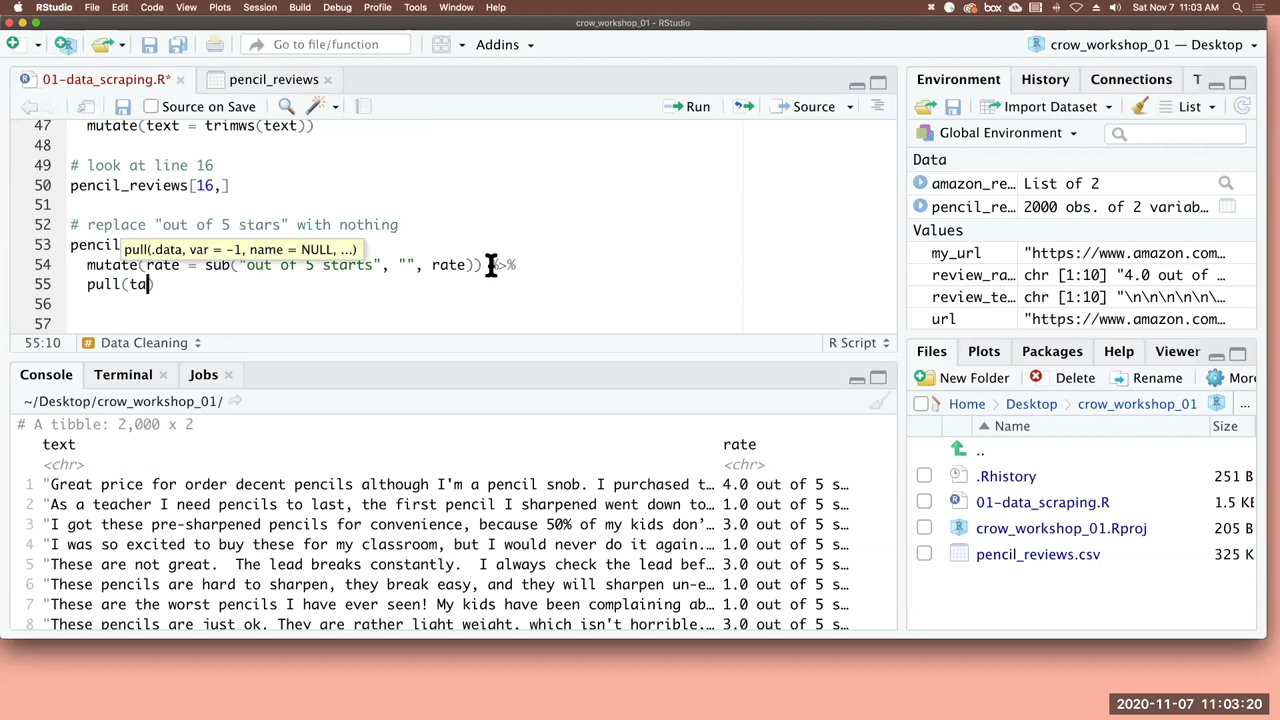 RStudio File Edit Code View Plots Session Build Debug Profile Tools Window Help box Sat Nov 7 11:03 AM
crow_workshop_01 - RStudio
Go to file/function Addins crow_workshop_01 — Desktop
01-data_scraping.R* pencil_reviews
Source on Save Run Source
47 mutate(text = trimws(text))
48
49 # look at line 16
50 pencil_reviews[16,]
51
52 # replace "out of 5 stars" with nothing
53 pencil
pull(.data, var = -1, name = NULL, ...)
54 mutate(rate = sub("out of 5 starts", "", rate)) %>%
55 pull(ta)
56
57
55:10 # Data Cleaning R Script
Console Terminal Jobs
~/Desktop/crow_workshop_01/
# A tibble: 2,000 x 2
text rate
<chr> <chr>
1 "Great price for order decent pencils although I'm a pencil snob. I purchased t… 4.0 out of 5 s…
2 "As a teacher I need pencils to last, the first pencil I sharpened went down to… 1.0 out of 5 s…
3 "I got these pre-sharpened pencils for convenience, because 50% of my kids don'… 3.0 out of 5 s…
4 "I was so excited to buy these for my classroom, but I would never do it again.… 1.0 out of 5 s…
5 "These are not great. The lead breaks constantly. I always check the lead bef… 3.0 out of 5 s…
6 "These pencils are hard to sharpen, they break easy, and they will sharpen un-e… 1.0 out of 5 s…
7 "These are the worst pencils I have ever seen! My kids have been complaining ab… 1.0 out of 5 s…
8 "These pencils are just ok. They are rather light weight, which isn't horrible.… 3.0 out of 5 s…
Environment History Connections T
Import Dataset List
Global Environment
Data
amazon_re… List of 2
pencil_re… 2000 obs. of 2 variab…
Values
my_url "https://www.amazon.com…
review_ra… chr [1:10] "4.0 out of …
review_te… chr [1:10] "\n\n\n\n\n\…
url "https://www.amazon.com…
Files Plots Packages Help Viewer
New Folder Delete Rename More
Home Desktop crow_workshop_01 ...
Name Size
..
.Rhistory 251 B
01-data_scraping.R 1.5 KB
crow_workshop_01.Rproj 205 B
pencil_reviews.csv 325 K
2020-11-07 11:03:20